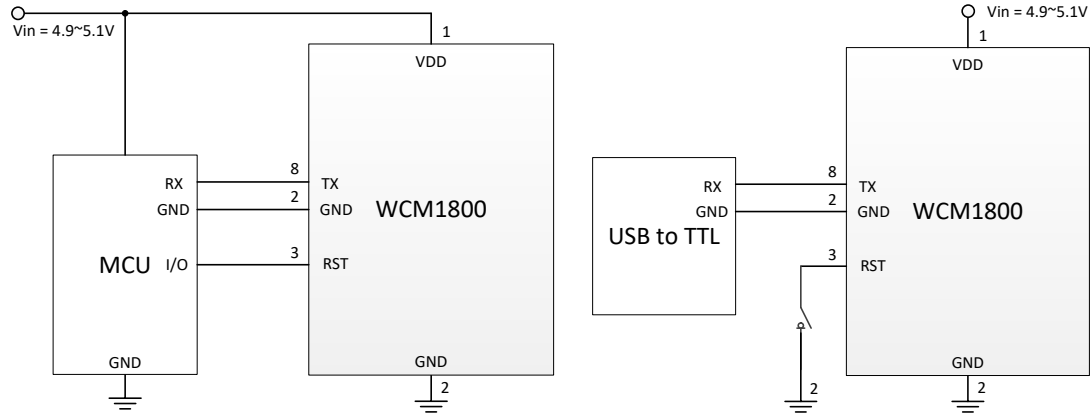 Vin = 4.9~5.1V
1
VDD
8
RX
TX
2
GND
GND
WCM1800
MCU
I/O
3
RST
GND
GND
2
Vin = 4.9~5.1V
1
VDD
8
RX
TX
2
GND
GND
WCM1800
USB to TTL
3
RST
2
GND
2